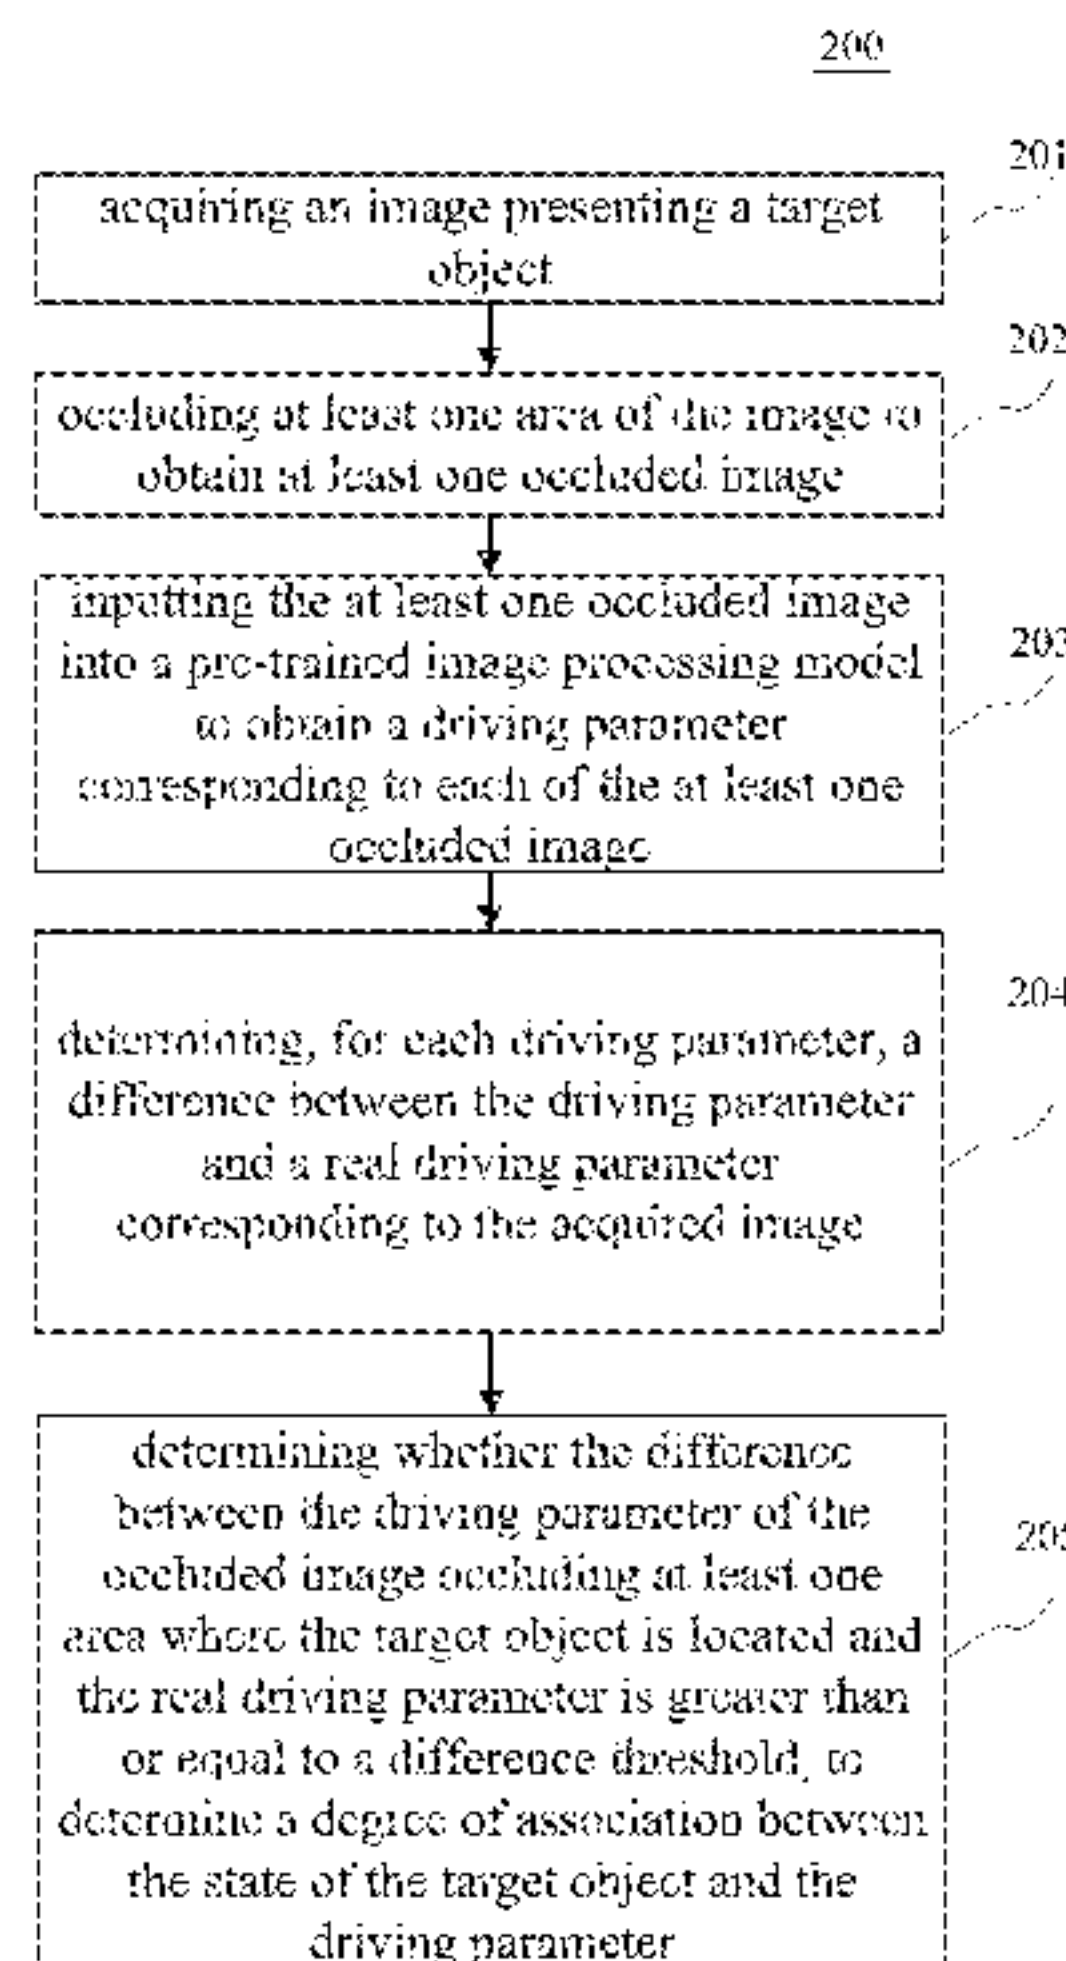 200
201
acquiring an image presenting a target
object
202
occluding at least one area of the image to
obtain at least one occluded image
203
inputting the at least one occluded image
into a pre-trained image processing model
to obtain a driving parameter
corresponding to each of the at least one
occluded image
204
determining, for each driving parameter, a
difference between the driving parameter
and a real driving parameter
corresponding to the acquired image
205
determining whether the difference
between the driving parameter of the
occluded image occluding at least one
area where the target object is located and
the real driving parameter is greater than
or equal to a difference threshold, to
determine a degree of association between
the state of the target object and the
driving parameter